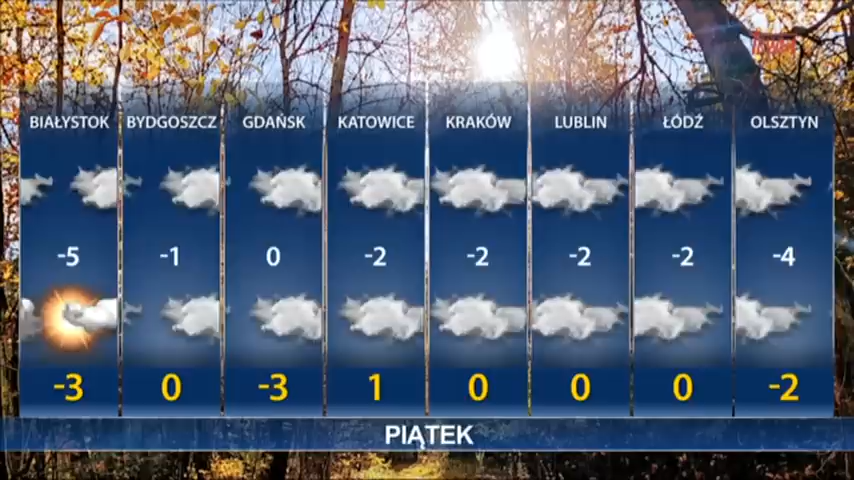 BIAŁYSTOK BYDGOSZCZ GDAŃSK KATOWICE KRAKÓW LUBLIN ŁÓDŹ OLSZTYN
-5 -1 0 -2 -2 -2 -2 -4
-3 0 -3 1 0 0 0 -2
PIĄTEK